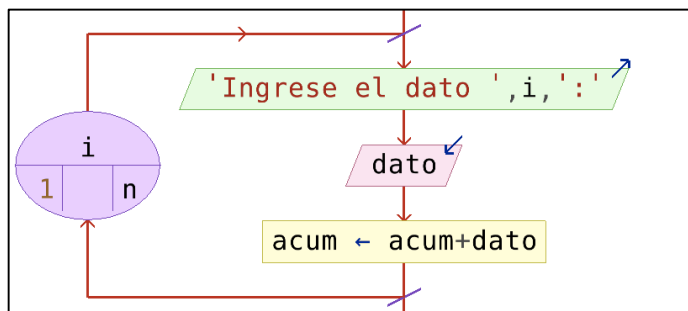 'Ingrese el dato ',i,':'
i
1 n
dato
acum ← acum+dato